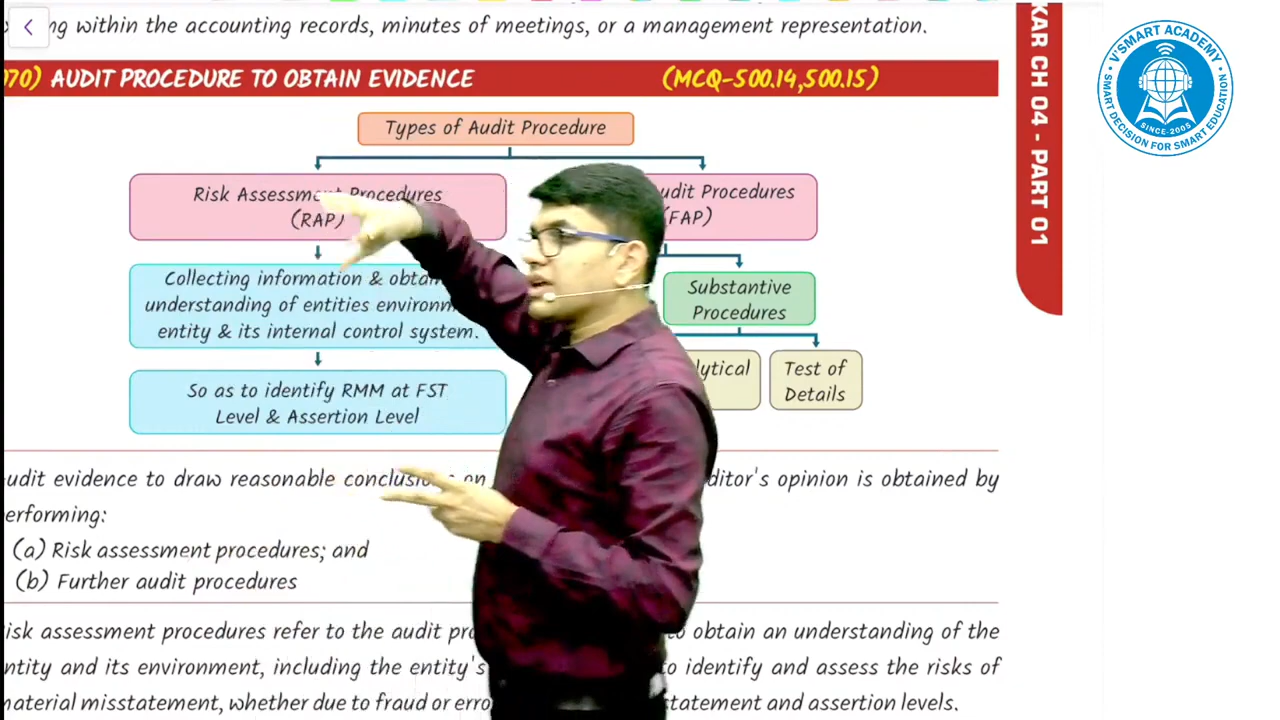 ng within the accounting records, minutes of meetings, or a management representation.
070) AUDIT PROCEDURE TO OBTAIN EVIDENCE (MCQ-500.14,500.15)
Types of Audit Procedure
Risk Assessment Procedures
(RAP)
udit Procedures
(FAP)
Collecting information & obtain
understanding of entities environm
entity & its internal control system.
So as to identify RMM at FST
Level & Assertion Level
Substantive
Procedures
lytical
Test of
Details
udit evidence to draw reasonable conclusions on ditor's opinion is obtained by
erforming:
(a) Risk assessment procedures; and
(b) Further audit procedures
isk assessment procedures refer to the audit pro to obtain an understanding of the
ntity and its environment, including the entity's to identify and assess the risks of
material misstatement, whether due to fraud or erro statement and assertion levels.
KAR CH 04 - PART 01
V'SMART ACADEMY
SINCE-2005
SMART DECISION FOR SMART EDUCATION